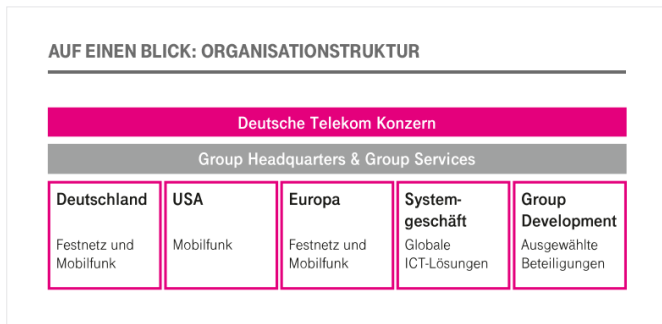 AUF EINEN BLICK: ORGANISATIONSTRUKTUR
Deutsche Telekom Konzern
Group Headquarters & Group Services
Deutschland
Festnetz und
Mobilfunk
USA
Mobilfunk
Europa
Festnetz und
Mobilfunk
System-
geschäft
Globale
ICT-Lösungen
Group
Development
Ausgewählte
Beteiligungen